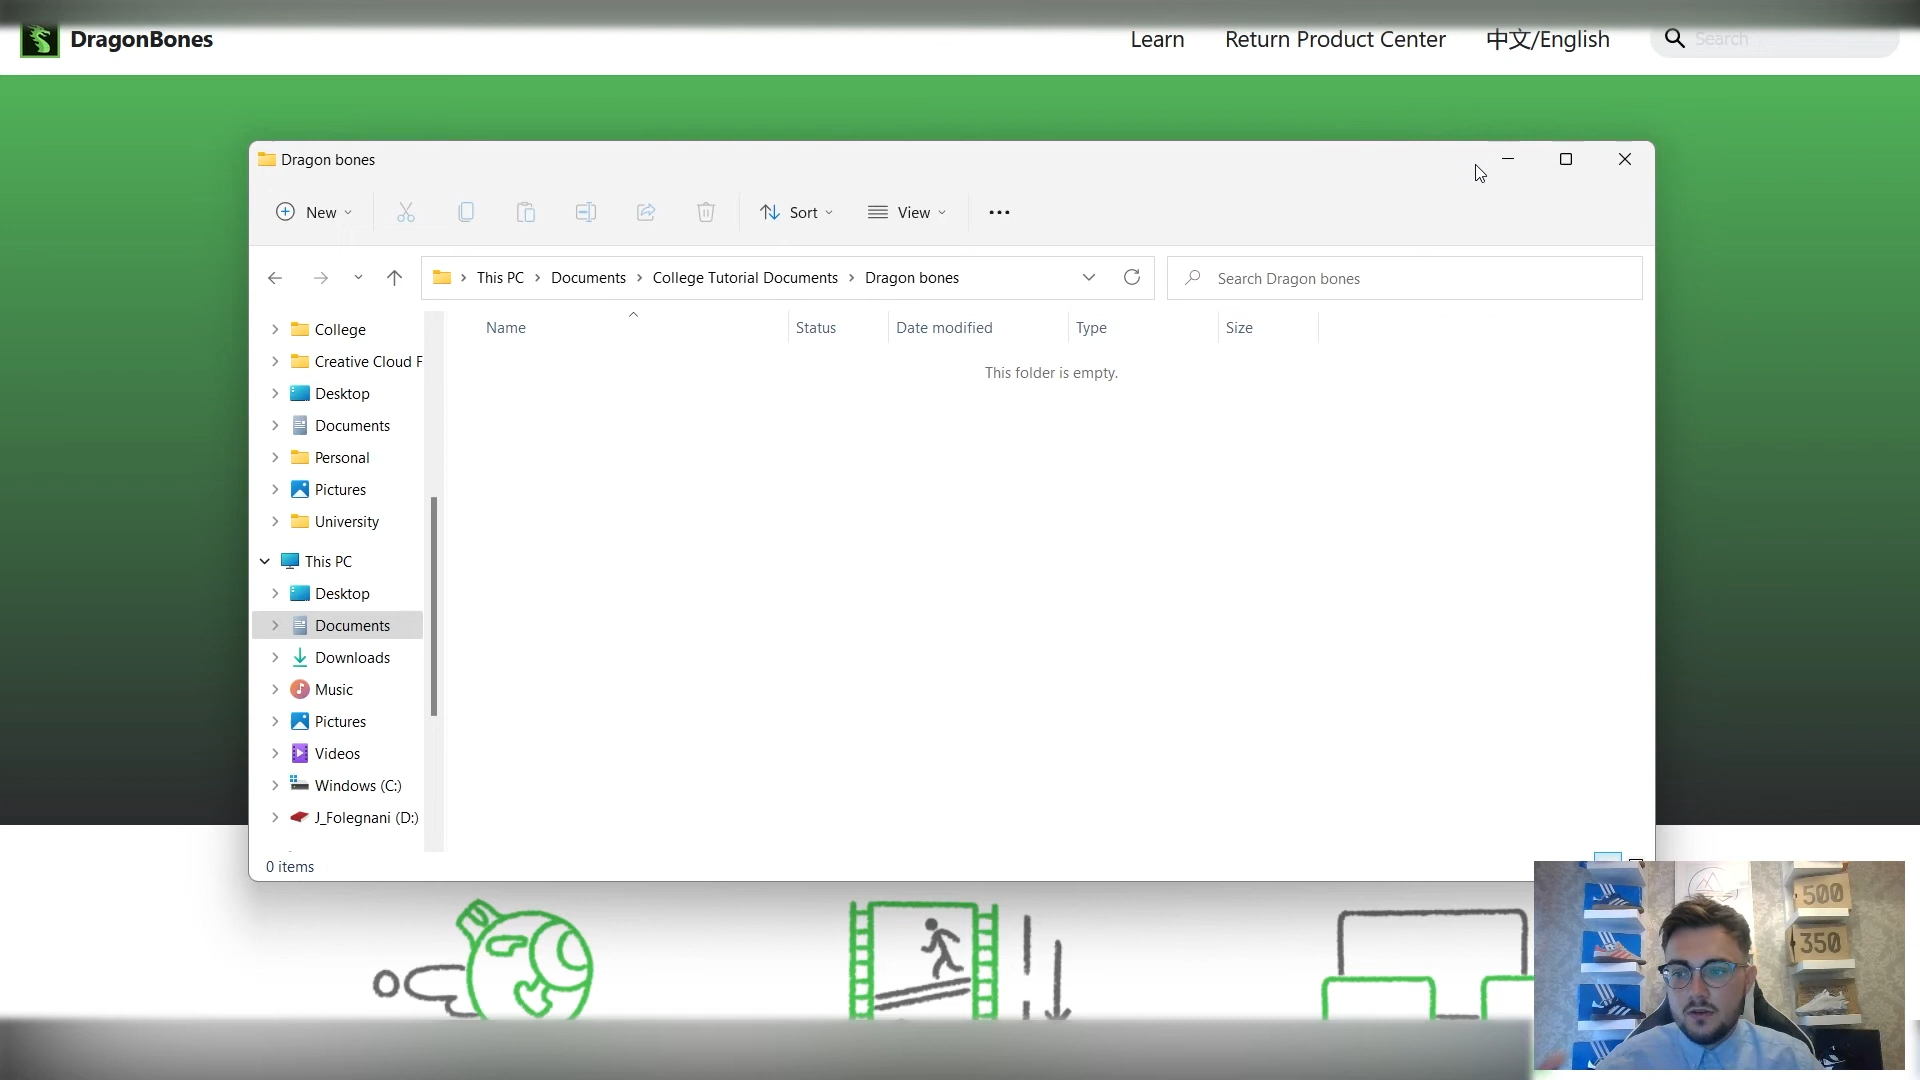 DragonBones
Learn
Return Product Center
中文/English
Search
Dragon bones
New
Sort
View
This PC > Documents > College Tutorial Documents > Dragon bones
Search Dragon bones
Name
Status
Date modified
Type
Size
This folder is empty.
College
Creative Cloud F
Desktop
Documents
Personal
Pictures
University
This PC
Desktop
Documents
Downloads
Music
Pictures
Videos
Windows (C:)
J_Folegnani (D:)
0 items
500
350